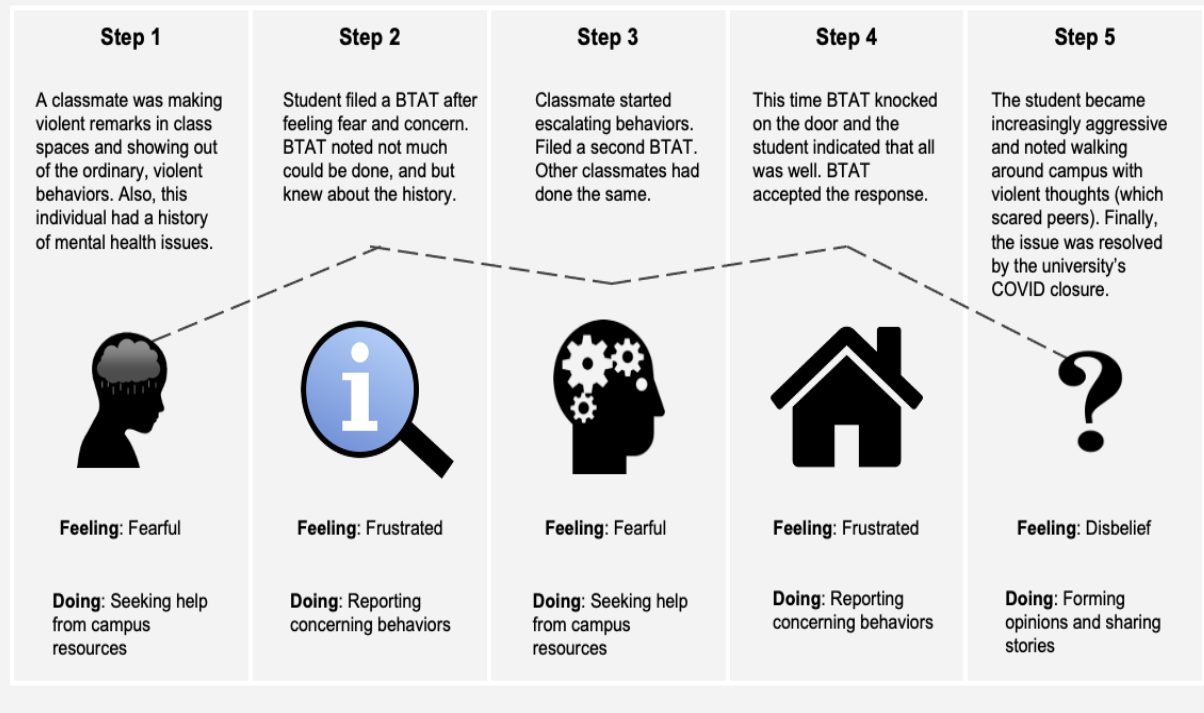 Step 1
A classmate was making
violent remarks in class
spaces and showing out
of the ordinary, violent
behaviors. Also, this
individual had a history
of mental health issues.
Feeling: Fearful
Doing: Seeking help
from campus
resources
Step 2
Student filed a BTAT after
feeling fear and concern.
BTAT noted not much
could be done, and but
knew about the history.
i
Feeling: Frustrated
Doing: Reporting
concerning behaviors
Step 3
Classmate started
escalating behaviors.
Filed a second BTAT.
Other classmates had
done the same.
Feeling: Fearful
Doing: Seeking help
from campus
resources
Step 4
This time BTAT knocked
on the door and the
student indicated that all
was well. BTAT
accepted the response.
Feeling: Frustrated
Doing: Reporting
concerning behaviors
Step 5
The student became
increasingly aggressive
and noted walking
around campus with
violent thoughts (which
scared peers). Finally,
the issue was resolved
by the university's
COVID closure.
?
Feeling: Disbelief
Doing: Forming
opinions and sharing
stories